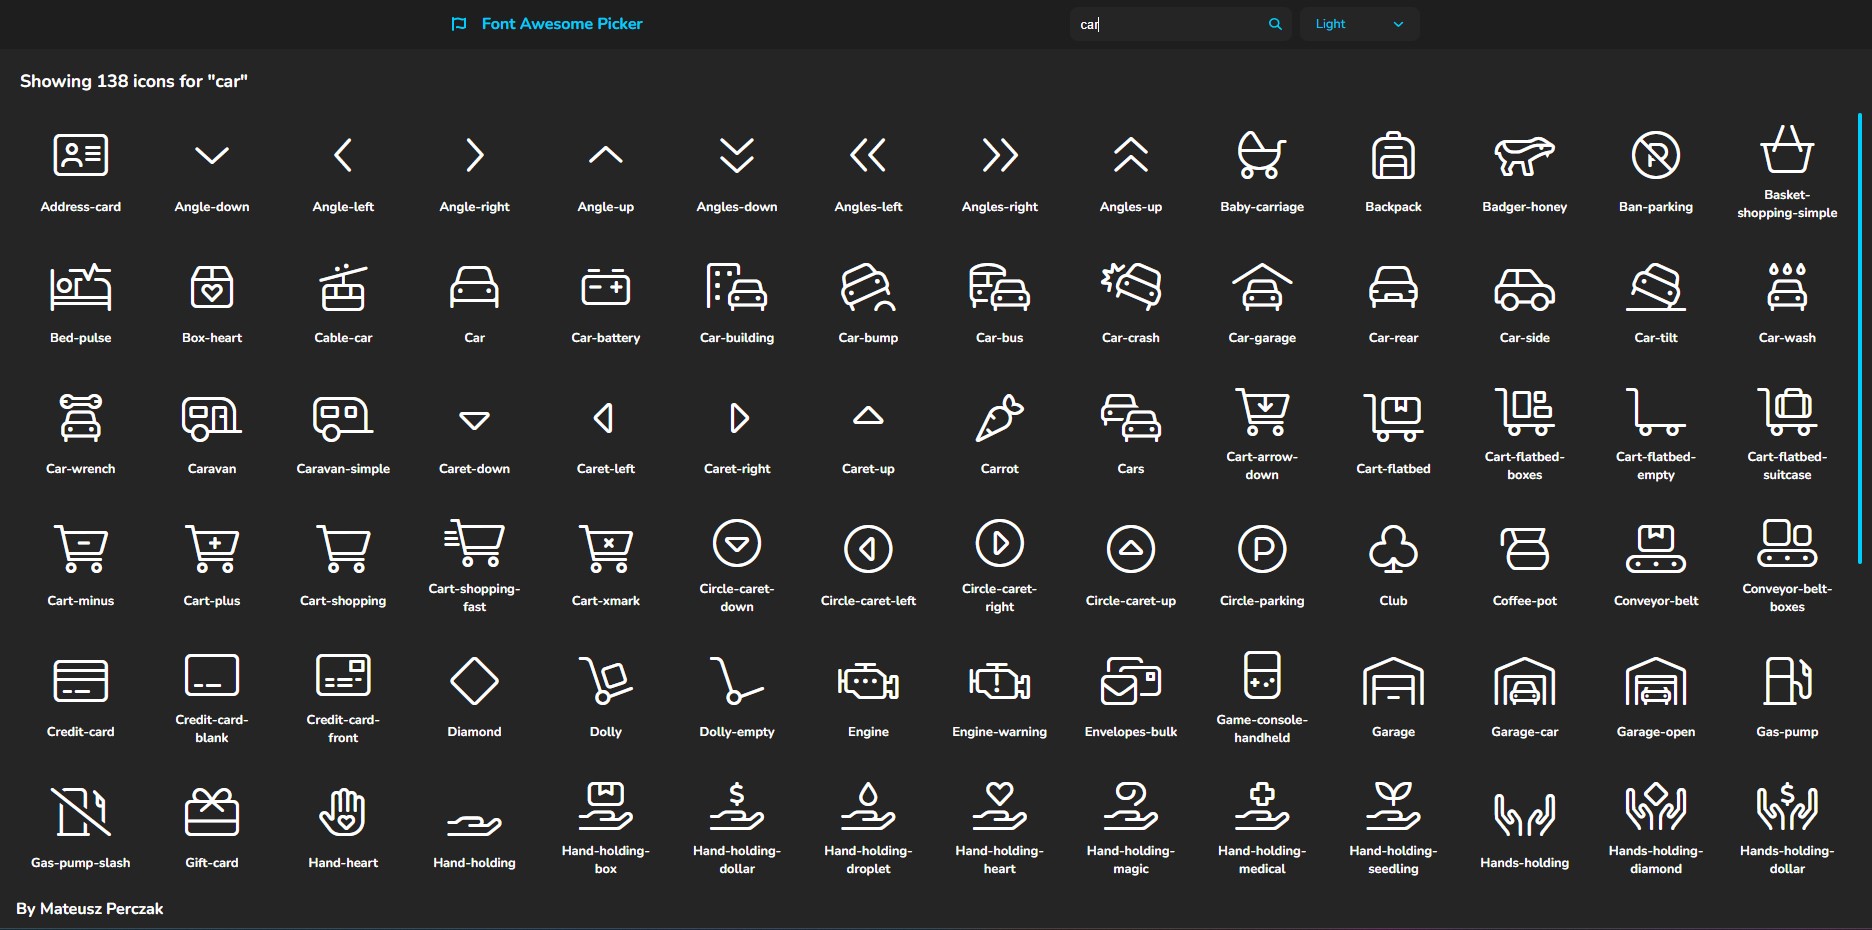 Font Awesome Picker
car
Light
Showing 138 icons for "car"
Address-card
Angle-down
Angle-left
Angle-right
Angle-up
Angles-down
Angles-left
Angles-right
Angles-up
Baby-carriage
Backpack
Badger-honey
Ban-parking
Basket-
shopping-simple
Bed-pulse
Box-heart
Cable-car
Car
Car-battery
Car-building
Car-bump
Car-bus
Car-crash
Car-garage
Car-rear
Car-side
Car-tilt
Car-wash
Car-wrench
Caravan
Caravan-simple
Caret-down
Caret-left
Caret-right
Caret-up
Carrot
Cars
Cart-arrow-
down
Cart-flatbed
Cart-flatbed-
boxes
Cart-flatbed-
empty
Cart-flatbed-
suitcase
Cart-minus
Cart-plus
Cart-shopping
Cart-shopping-
fast
Cart-xmark
Circle-caret-
down
Circle-caret-left
Circle-caret-
right
Circle-caret-up
Circle-parking
Club
Coffee-pot
Conveyor-belt
Conveyor-belt-
boxes
Credit-card
Credit-card-
blank
Credit-card-
front
Diamond
Dolly
Dolly-empty
Engine
Engine-warning
Envelopes-bulk
Game-console-
handheld
Garage
Garage-car
Garage-open
Gas-pump
Gas-pump-slash
Gift-card
Hand-heart
Hand-holding
Hand-holding-
box
Hand-holding-
dollar
Hand-holding-
droplet
Hand-holding-
heart
Hand-holding-
magic
Hand-holding-
medical
Hand-holding-
seedling
Hands-holding
Hands-holding-
diamond
Hands-holding-
dollar
By Mateusz Perczak